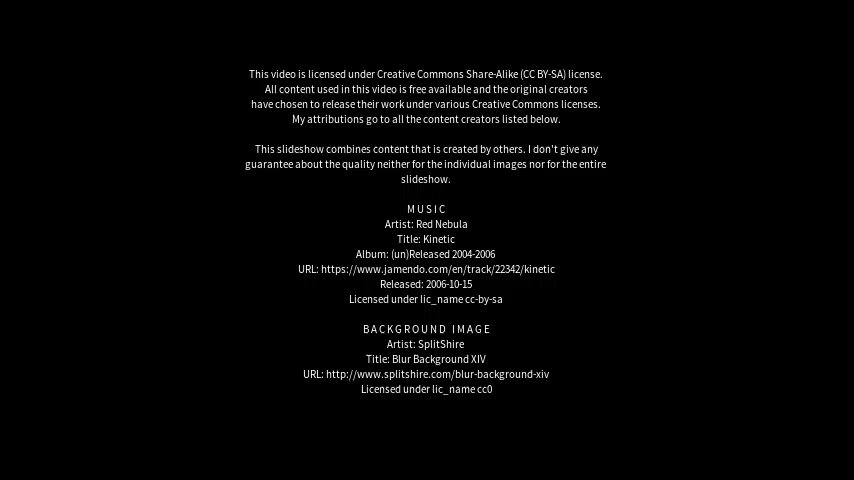 This video is licensed under Creative Commons Share-Alike (CC BY-SA) license.
All content used in this video is free available and the original creators
have chosen to release their work under various Creative Commons licenses.
My attributions go to all the content creators listed below.
This slideshow combines content that is created by others. I don't give any
guarantee about the quality neither for the individual images nor for the entire
slideshow.
MUSIC
Artist: Red Nebula
Title: Kinetic
Album: (un)Released 2004-2006
URL: https://www.jamendo.com/en/track/22342/kinetic
Released: 2006-10-15
Licensed under lic_name cc-by-sa
BACKGROUND IMAGE
Artist: SplitShire
Title: Blur Background XIV
URL: http://www.splitshire.com/blur-background-xiv
Licensed under lic_name cc0